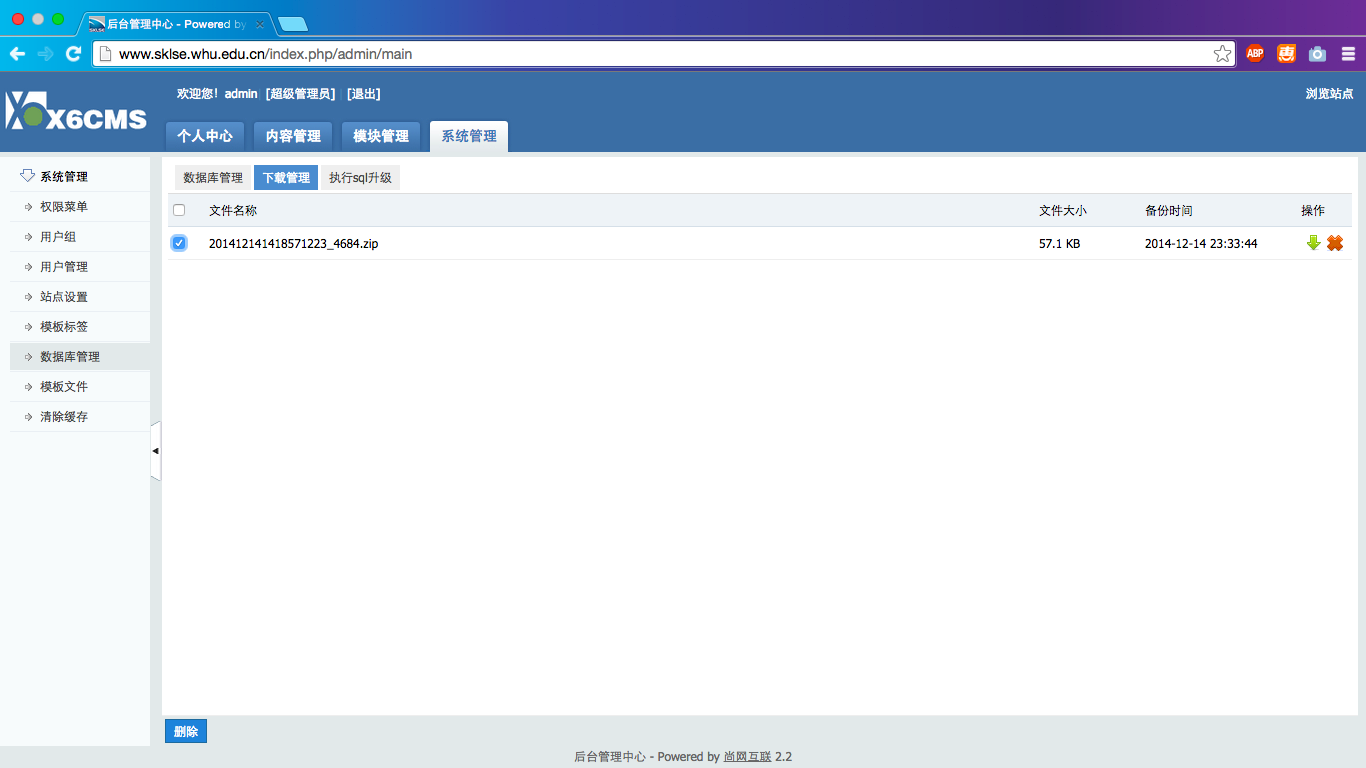 后台管理中心 - Powered by
www.sklse.whu.edu.cn/index.php/admin/main
ABP
惠
X6CMS
欢迎您! admin [超级管理员] [退出]
浏览站点
个人中心 内容管理 模块管理 系统管理
系统管理
权限菜单
用户组
用户管理
站点设置
模板标签
数据库管理
模板文件
清除缓存
数据库管理 下载管理 执行sql升级
文件名称 文件大小 备份时间 操作
201412141418571223_4684.zip 57.1 KB 2014-12-14 23:33:44
删除
后台管理中心 - Powered by 尚网互联 2.2